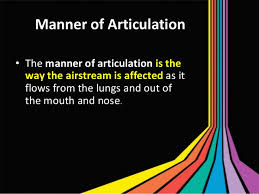 Manner of Articulation
• The manner of articulation is the
way the airstream is affected as it
flows from the lungs and out of
the mouth and nose.